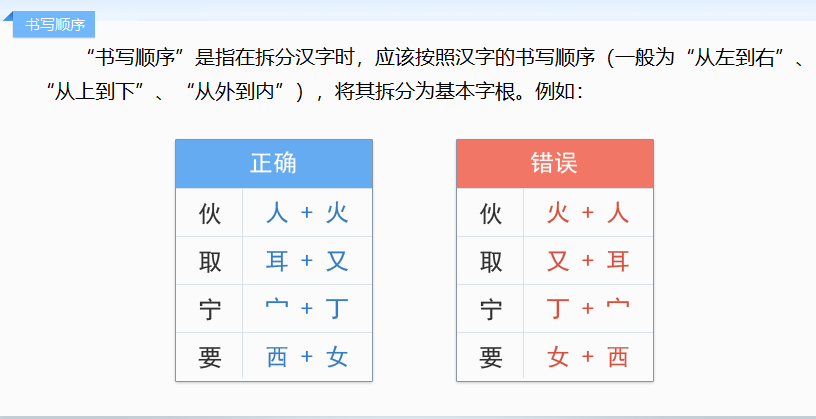 书写顺序
“书写顺序”是指在拆分汉字时，应该按照汉字的书写顺序（一般为“从左到右”、
“从上到下”、“从外到内”），将其拆分为基本字根。例如：
正确 错误
伙 人 + 火 伙 火 + 人
取 耳 + 又 取 又 + 耳
宁 宀 + 丁 宁 丁 + 宀
要 西 + 女 要 女 + 西